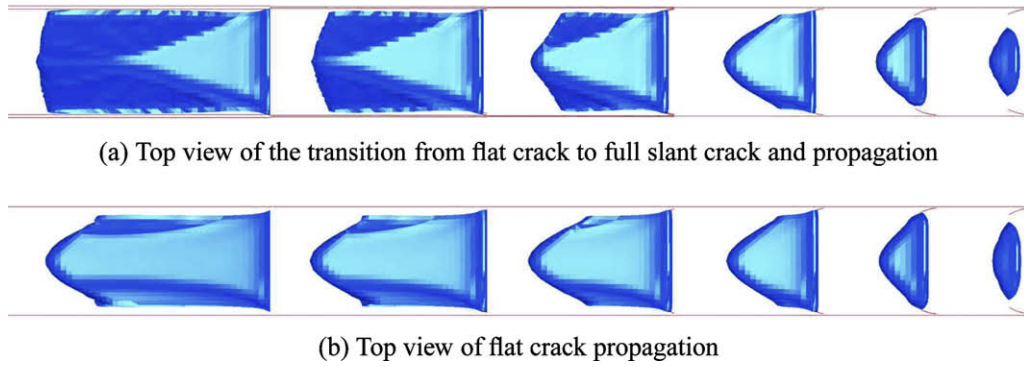 (a) Top view of the transition from flat crack to full slant crack and propagation
(b) Top view of flat crack propagation